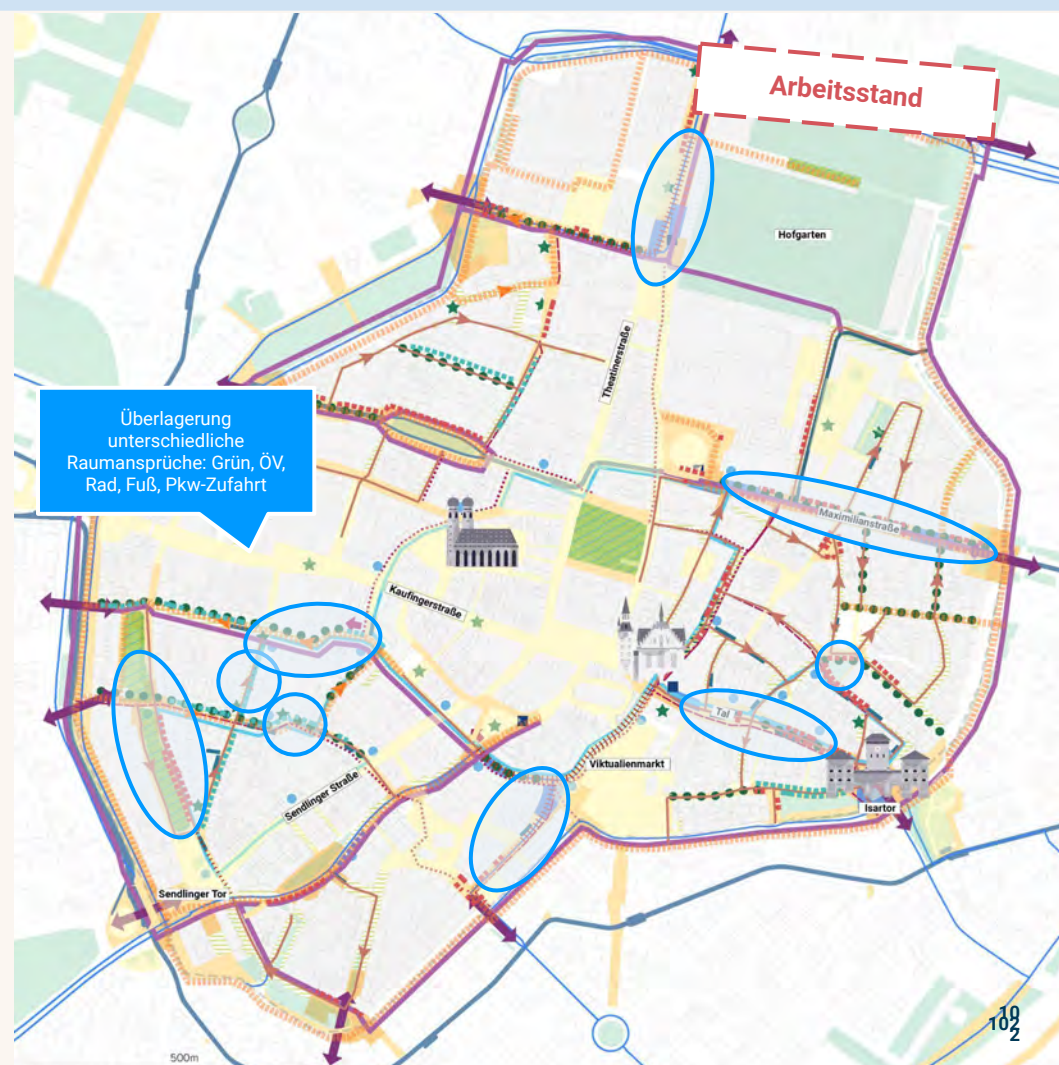 Arbeitsstand
Hofgarten
Theatinerstraße
Überlagerung
unterschiedliche
Raumansprüche: Grün, ÖV,
Rad, Fuß, Pkw-Zufahrt
Maximilianstraße
Kaufingerstraße
Tal
Viktualienmarkt
Sendlinger Straße
Isartor
Sendlinger Tor
10
102
2
500m